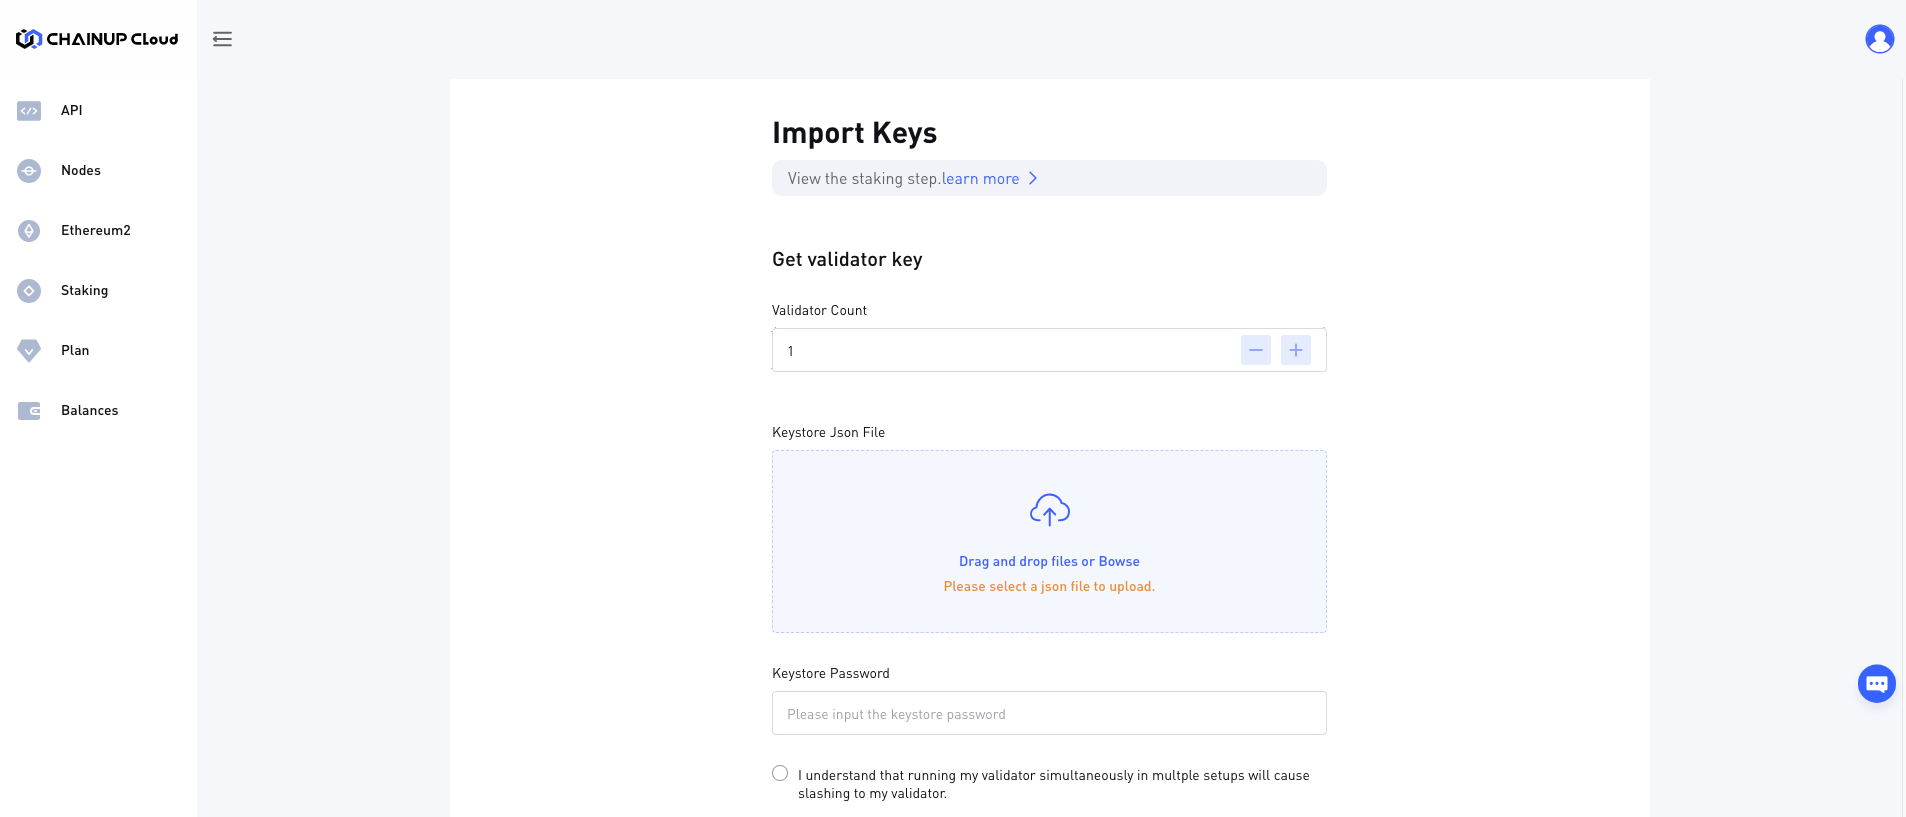 CHAINUP CLoud
API
Nodes
Ethereum2
Staking
Plan
Balances
Import Keys
View the staking step.learn more
Get validator key
Validator Count
1
Keystore Json File
Drag and drop files or Bowse
Please select a json file to upload.
Keystore Password
Please input the keystore password
I understand that running my validator simultaneously in multple setups will cause
slashing to my validator.